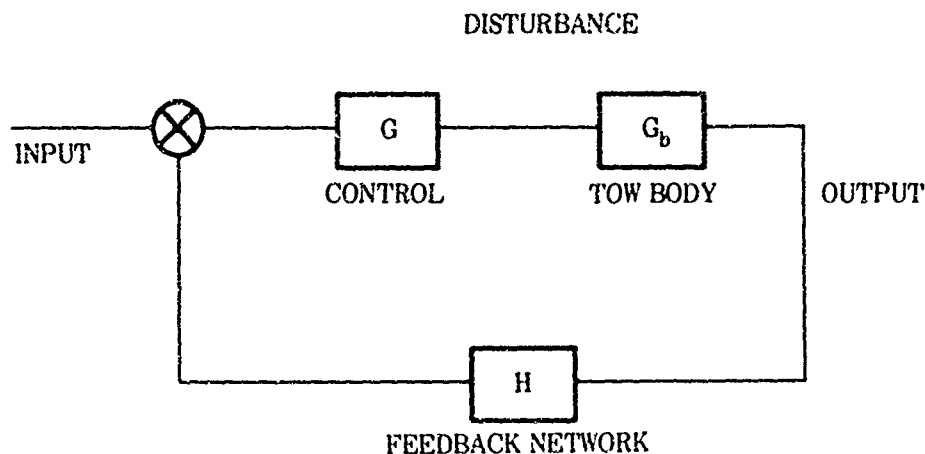 DISTURBANCE
INPUT
G
CONTROL
G_b
TOW BODY
OUTPUT
H
FEEDBACK NETWORK